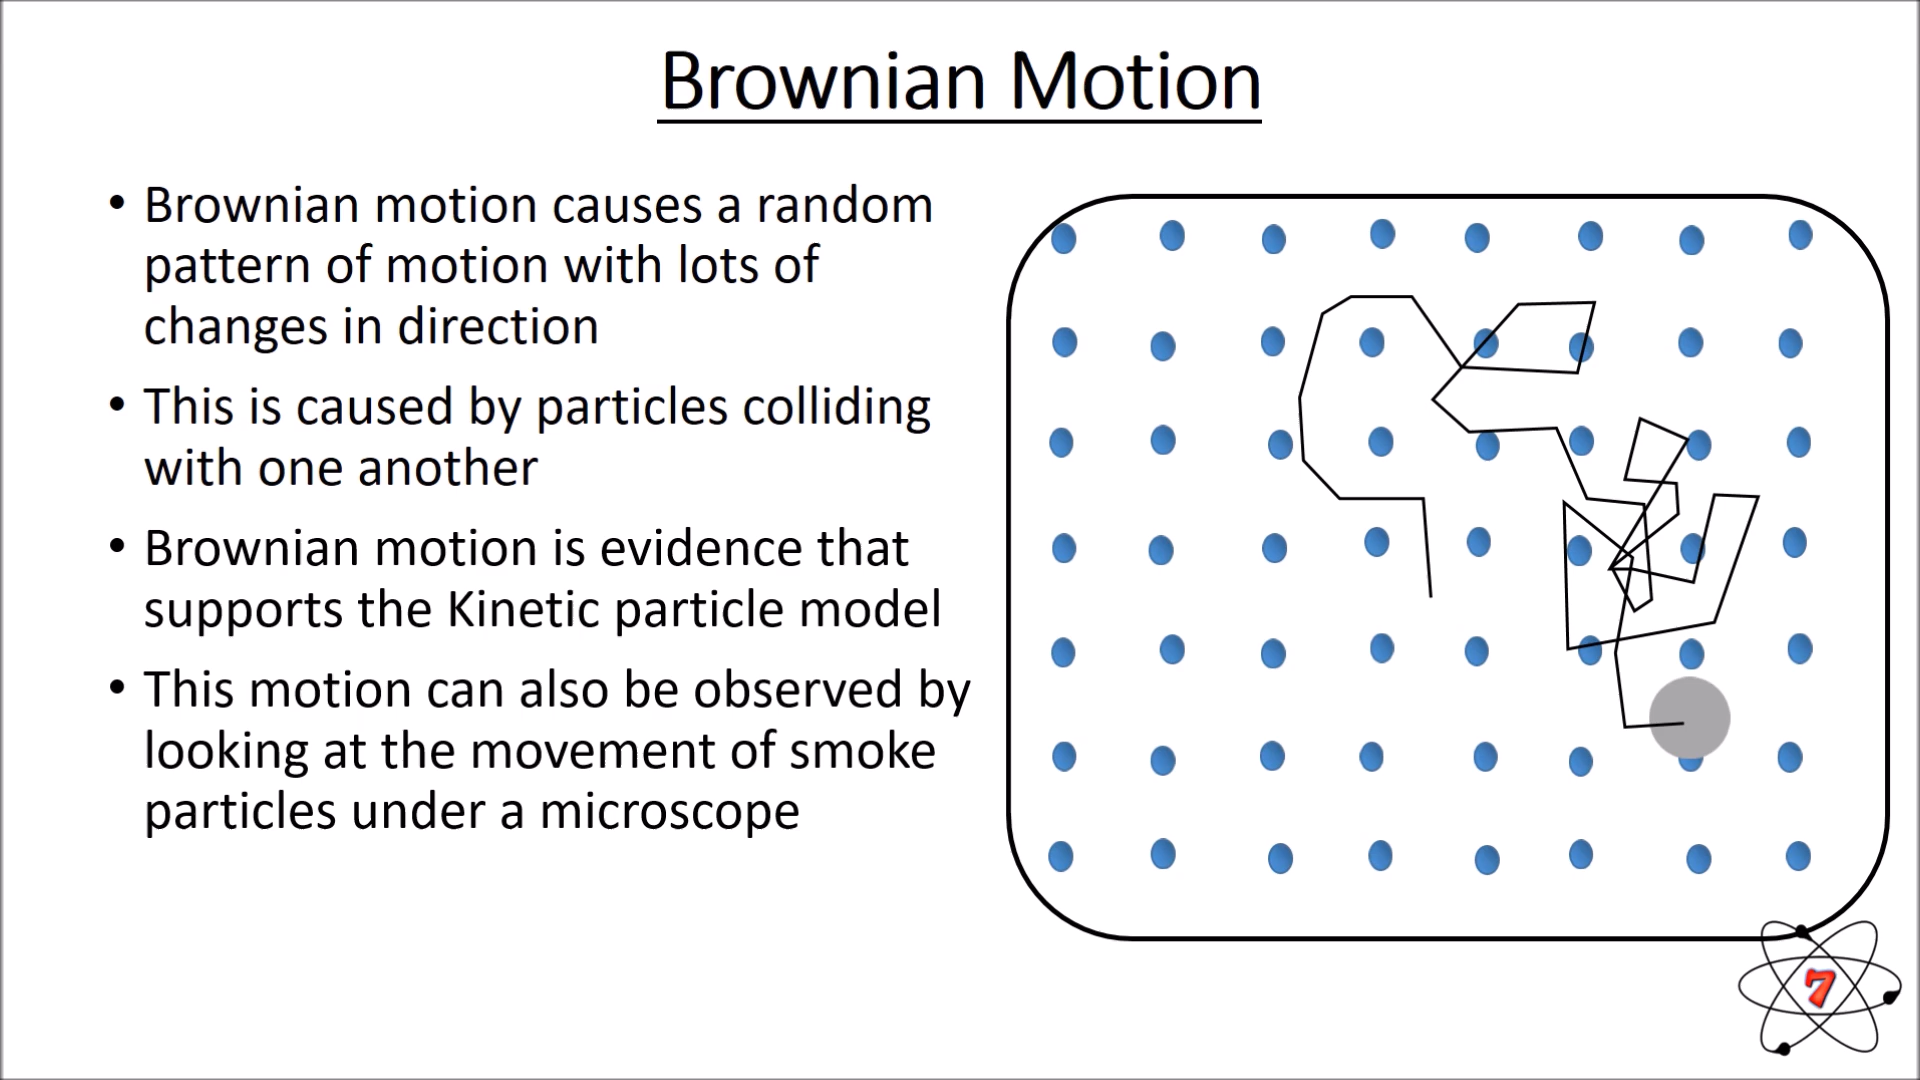 Brownian Motion
• Brownian motion causes a random
pattern of motion with lots of
changes in direction
• This is caused by particles colliding
with one another
• Brownian motion is evidence that
supports the Kinetic particle model
• This motion can also be observed by
looking at the movement of smoke
particles under a microscope
7